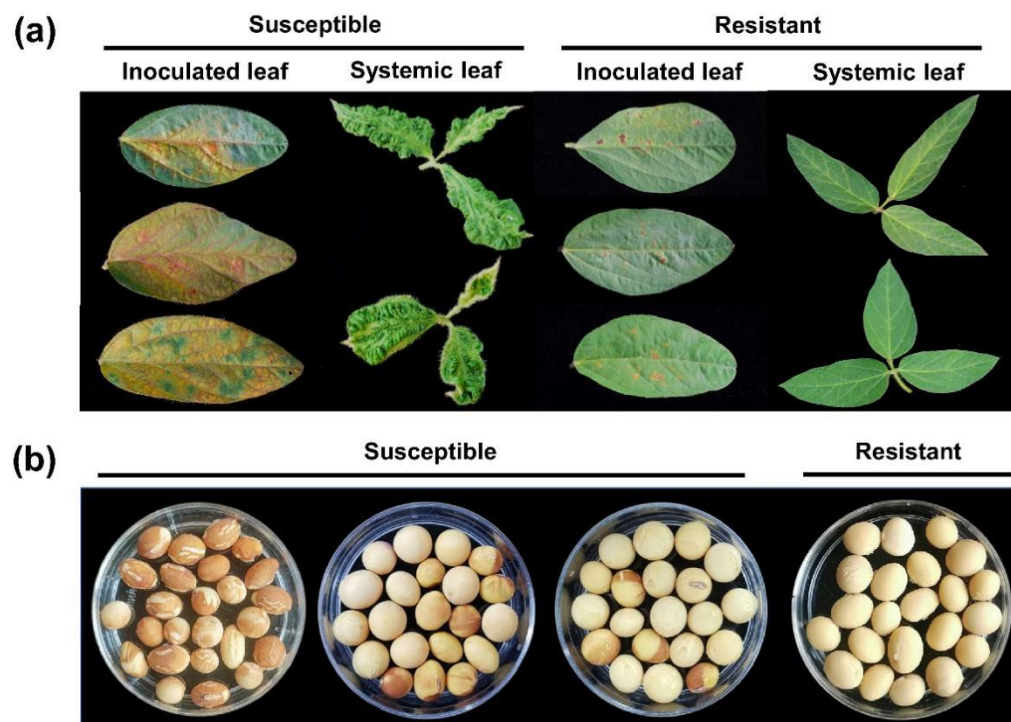 (a)
Susceptible
Resistant
Inoculated leaf
Systemic leaf
Inoculated leaf
Systemic leaf
(b)
Susceptible
Resistant